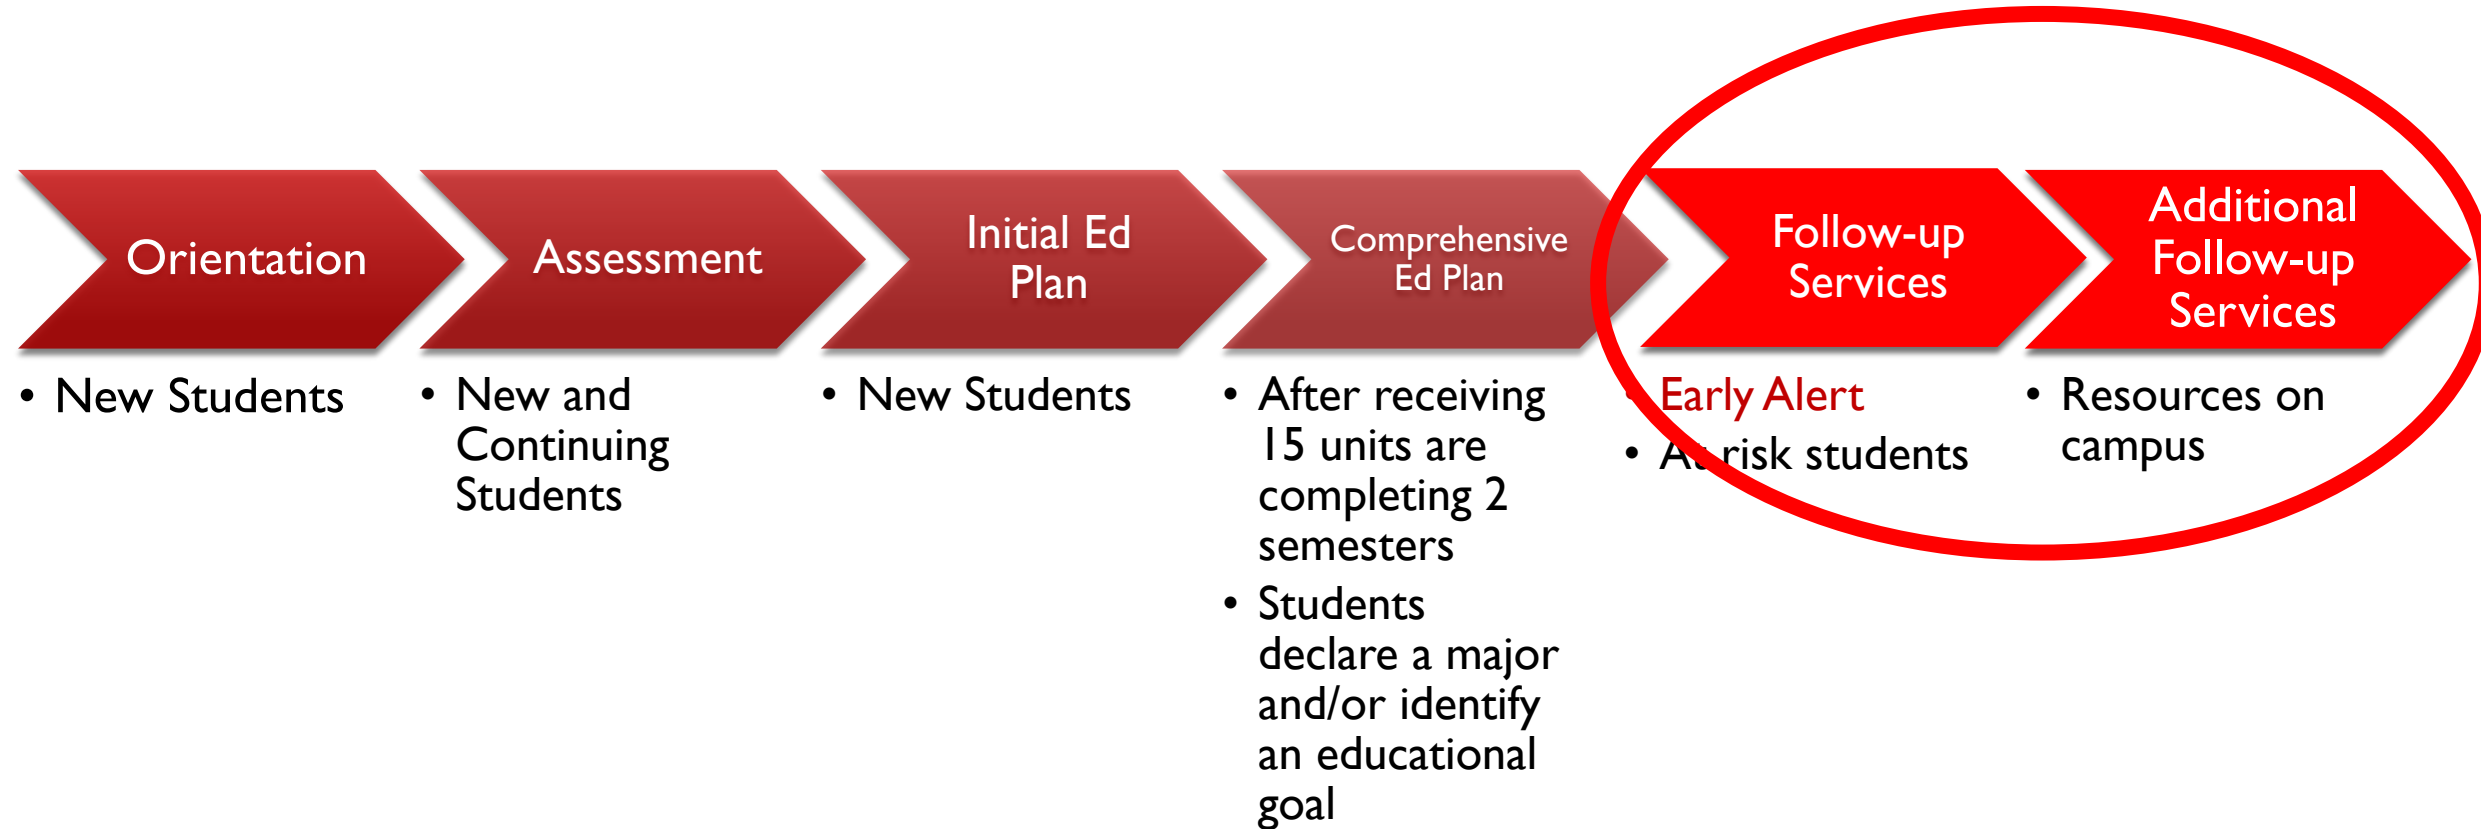 Orientation
• New Students
Assessment
• New and
Continuing
Students
Initial Ed
Plan
• New Students
Comprehensive
Ed Plan
• After receiving
15 units are
completing 2
semesters
• Students
declare a major
and/or identify
an educational
goal
Follow-up
Services
• Early Alert
• At risk students
Additional
Follow-up
Services
• Resources on
campus